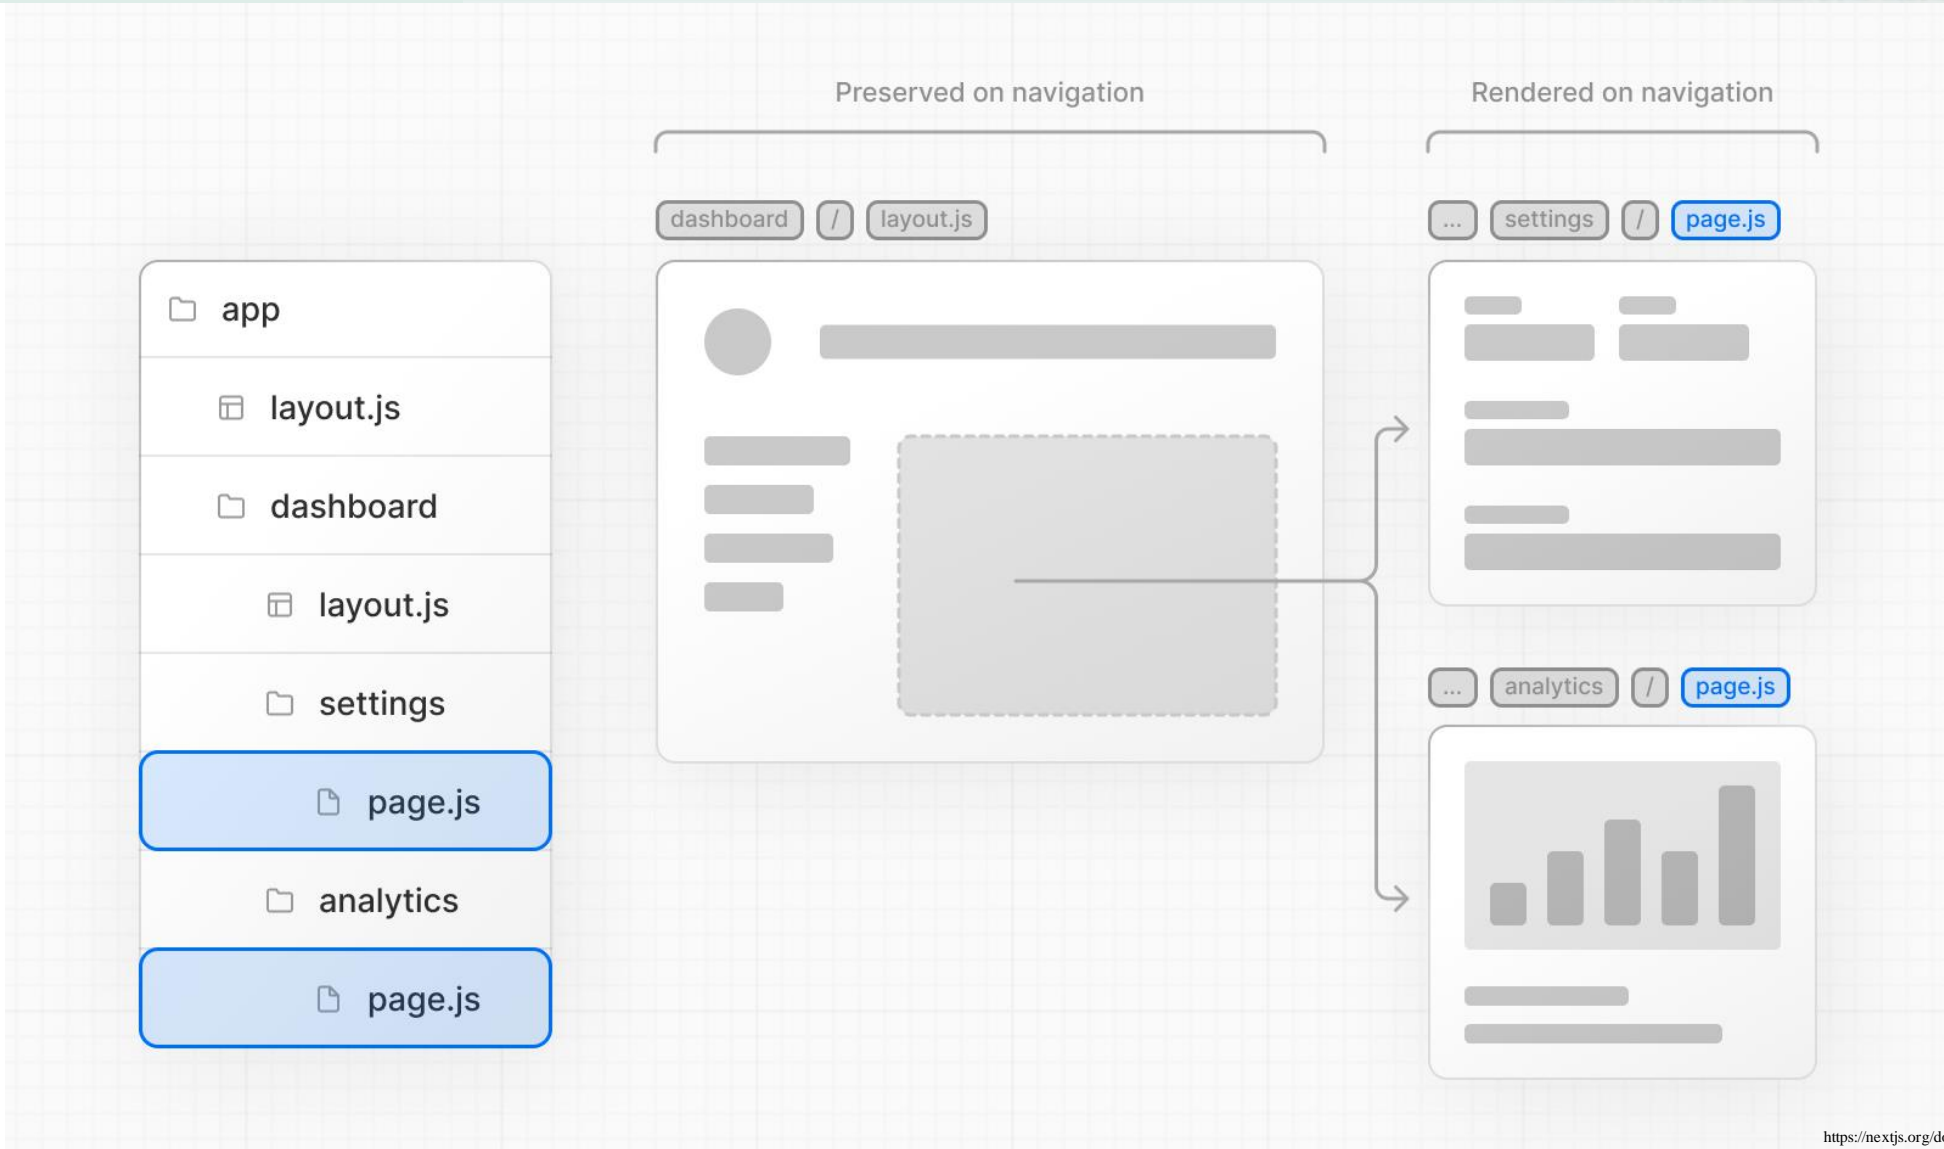 Preserved on navigation
Rendered on navigation
dashboard / layout.js
... settings / page.js
app
layout.js
dashboard
layout.js
settings
page.js
analytics
page.js
... analytics / page.js
https://nextjs.org/d